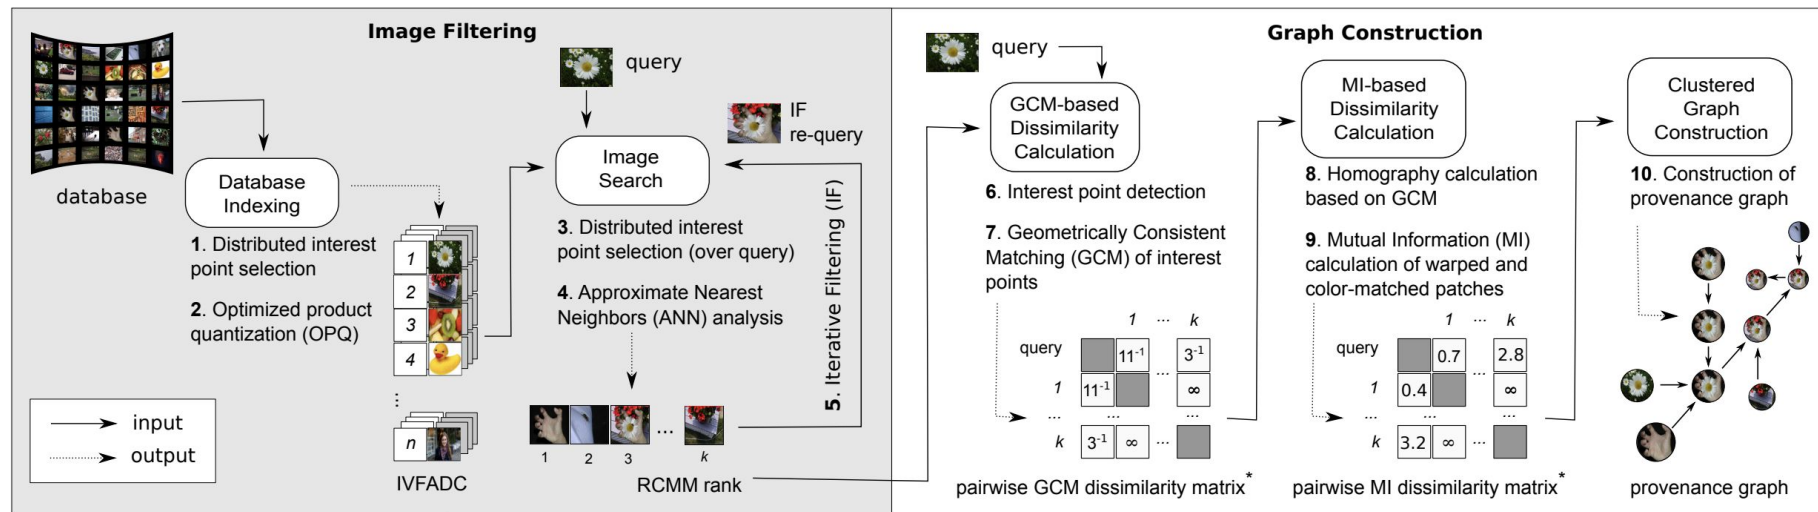 Image Filtering
database
Database
Indexing
1. Distributed interest
point selection
2. Optimized product
quantization (OPQ)
input
output
1
2
3
4
...
n
IVFADC
query
Image
Search
IF
re-query
3. Distributed interest
point selection (over query)
4. Approximate Nearest
Neighbors (ANN) analysis
5. Iterative Filtering (IF)
...
1 2 3 k
RCMM rank
Graph Construction
query
GCM-based
Dissimilarity
Calculation
6. Interest point detection
7. Geometrically Consistent
Matching (GCM) of interest
points
1 ... k
query 11⁻¹ ... 3⁻¹
1 11⁻¹ ∞
... ... ...
k 3⁻¹ ∞ ...
pairwise GCM dissimilarity matrix*
MI-based
Dissimilarity
Calculation
8. Homography calculation
based on GCM
9. Mutual Information (MI)
calculation of warped and
color-matched patches
1 ... k
query 0.7 ... 2.8
1 0.4 ∞
... ... ...
k 3.2 ∞ ...
pairwise MI dissimilarity matrix*
Clustered
Graph
Construction
10. Construction of
provenance graph
provenance graph